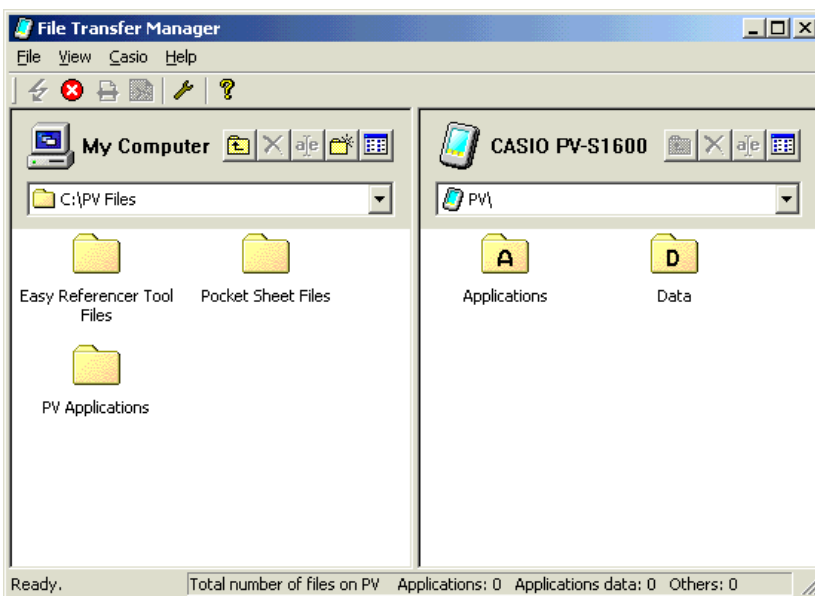 File Transfer Manager
File View Casio Help
My Computer
C:\PV Files
Easy Referencer Tool
Files
Pocket Sheet Files
PV Applications
CASIO PV-S1600
PV\
A
Applications
D
Data
Ready.
Total number of files on PV Applications: 0 Applications data: 0 Others: 0